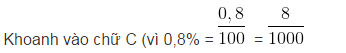 Khoanh vào chữ C (vì 0,8% = 0,8/100 = 8/1000